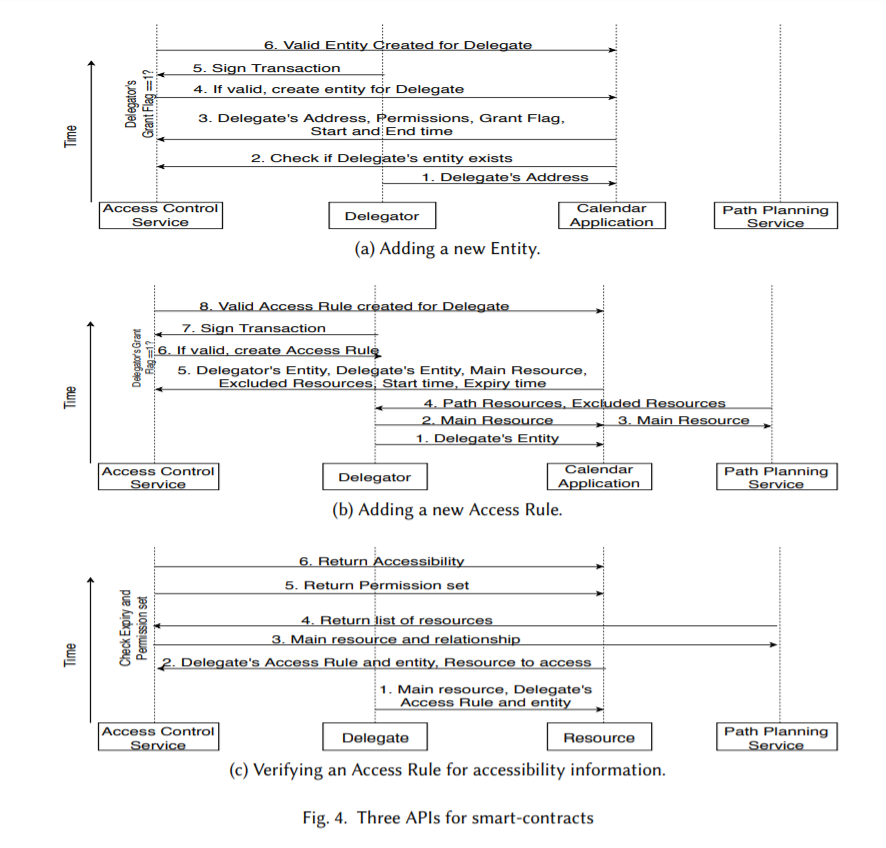 6. Valid Entity Created for Delegate
5. Sign Transaction
4. If valid, create entity for Delegate
3. Delegate's Address, Permissions, Grant Flag,
Start and End time
2. Check if Delegate's entity exists
1. Delegate's Address
Delegator's
Grant Flag ==1?
Time
Access Control
Service
Delegator
Calendar
Application
Path Planning
Service
(a) Adding a new Entity.
8. Valid Access Rule created for Delegate
7. Sign Transaction
6. If valid, create Access Rule
5. Delegator's Entity, Delegate's Entity, Main Resource,
Excluded Resources, Start time, Expiry time
4. Path Resources, Excluded Resources
2. Main Resource
3. Main Resource
1. Delegate's Entity
Delegator's Grant
Flag ==1?
Time
Access Control
Service
Delegator
Calendar
Application
Path Planning
Service
(b) Adding a new Access Rule.
6. Return Accessibility
5. Return Permission set
4. Return list of resources
3. Main resource and relationship
2. Delegate's Access Rule and entity, Resource to access
1. Main resource, Delegate's
Access Rule and entity
Check Expiry and
Permission set
Time
Access Control
Service
Delegate
Resource
Path Planning
Service
(c) Verifying an Access Rule for accessibility information.
Fig. 4. Three APIs for smart-contracts